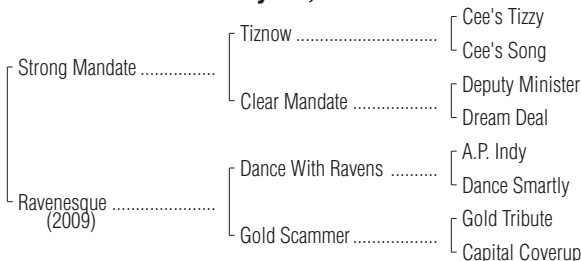 Cee's Tizzy
Tiznow ........................................
Cee's Song
Strong Mandate ................
Deputy Minister
Clear Mandate ....................
Dream Deal
A.P. Indy
Dance With Ravens ..........
Dance Smartly
Ravenesque .....................
(2009)
Gold Tribute
Gold Scammer...................
Capital Coverup